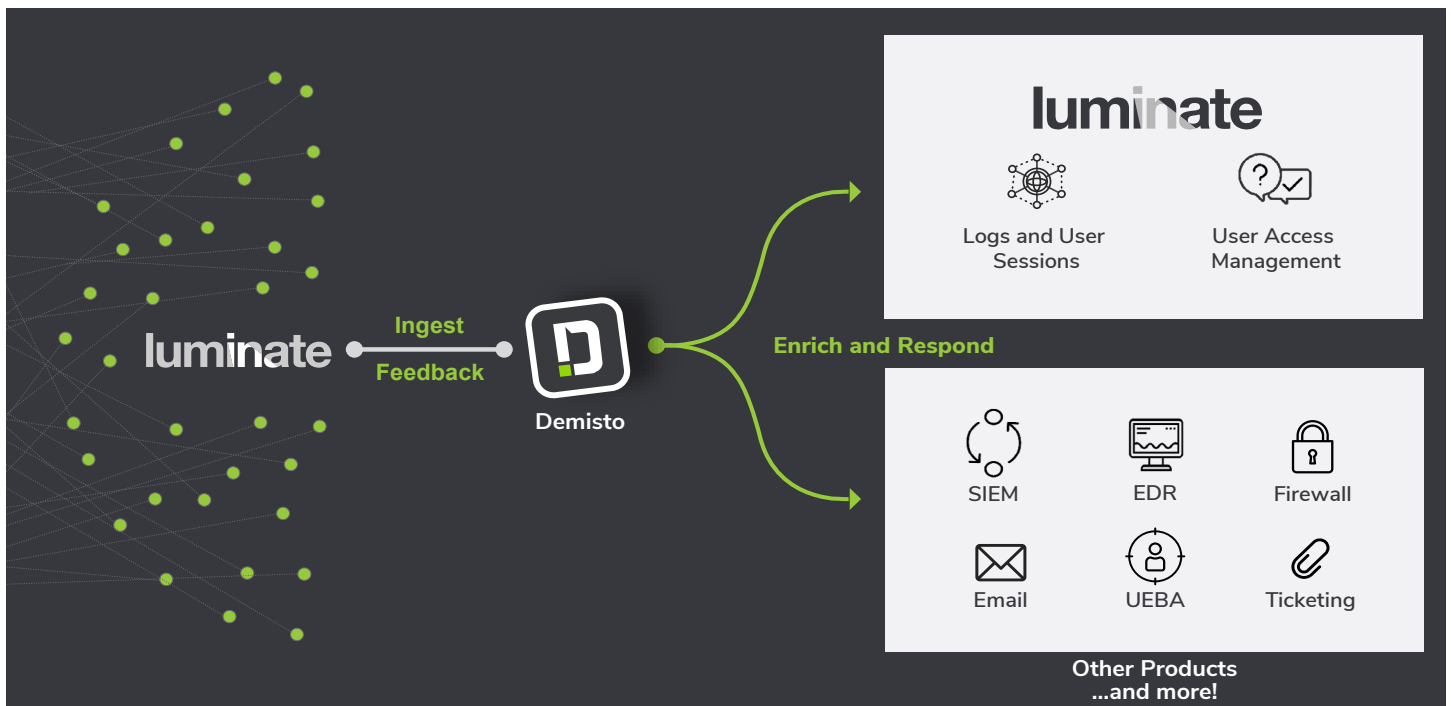 luminate
Ingest
Feedback
Demisto
Enrich and Respond
luminate
Logs and User
Sessions
User Access
Management
SIEM
EDR
Firewall
Email
UEBA
Ticketing
Other Products
...and more!